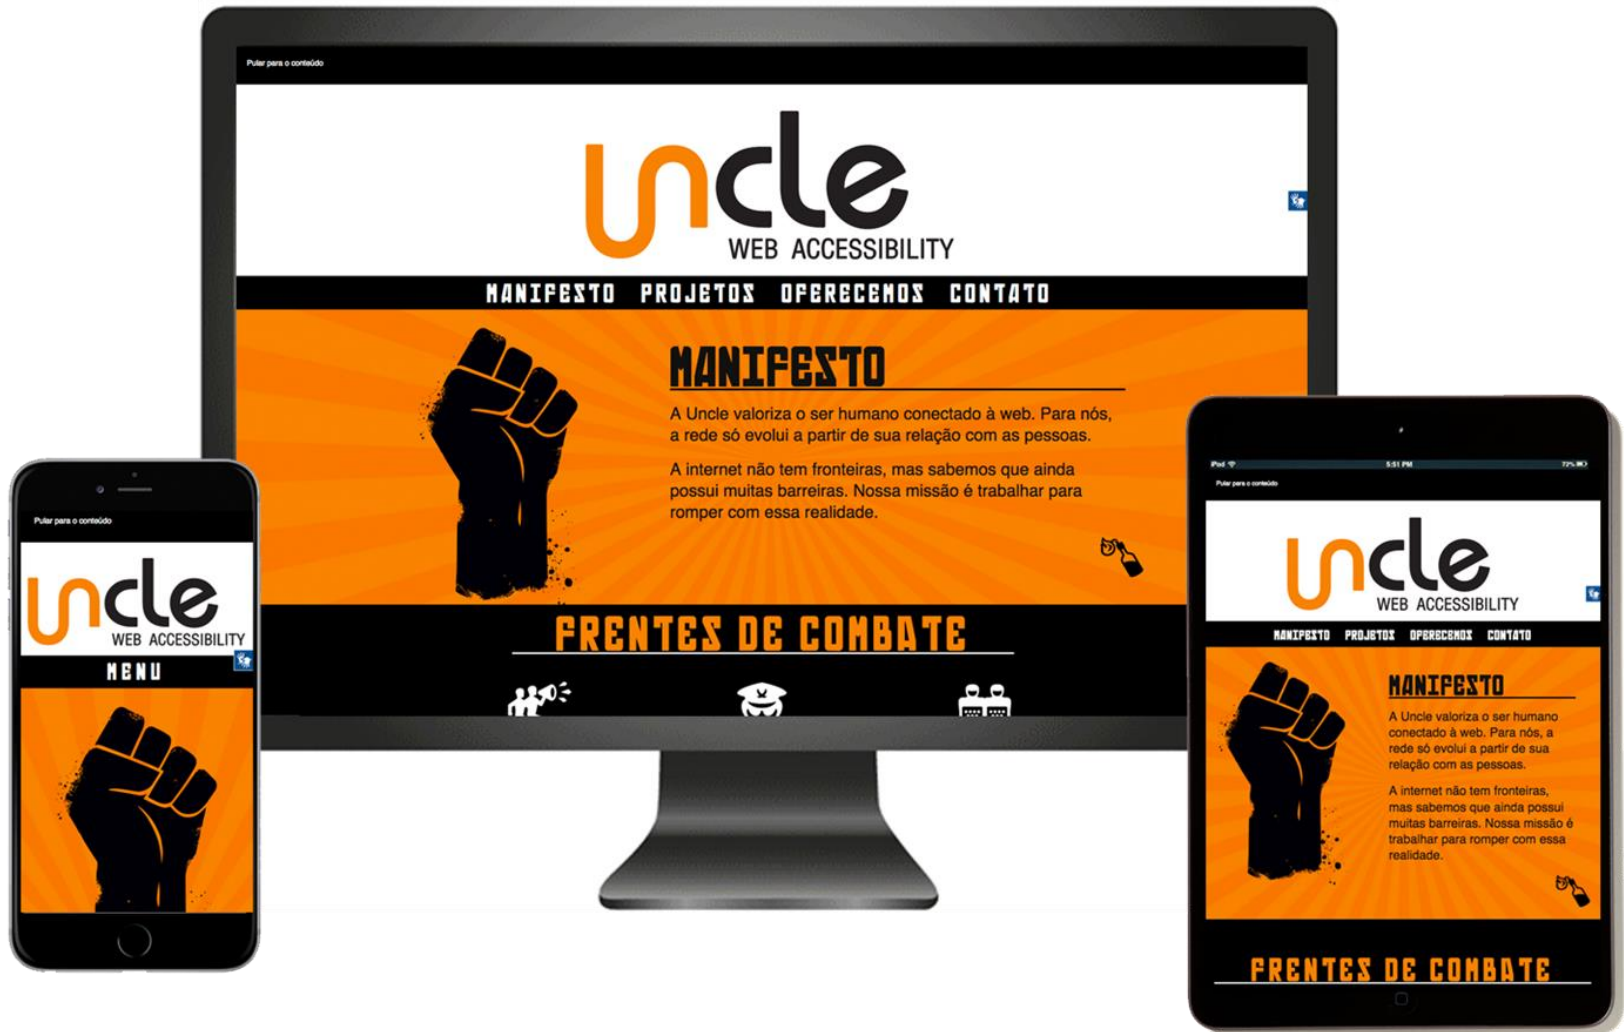 Pular para o conteúdo
uncle
WEB ACCESSIBILITY
MANIFESTO PROJETOS OFERECEMOS CONTATO
MANIFESTO
A Uncle valoriza o ser humano conectado à web. Para nós,
a rede só evolui a partir de sua relação com as pessoas.
A internet não tem fronteiras, mas sabemos que ainda
possui muitas barreiras. Nossa missão é trabalhar para
romper com essa realidade.
FRENTES DE COMBATE
Pular para o conteúdo
uncle
WEB ACCESSIBILITY
MENU
iPod 5:51 PM 72%
Pular para o conteúdo
uncle
WEB ACCESSIBILITY
MANIFESTO PROJETOS OFERECEMOS CONTATO
MANIFESTO
A Uncle valoriza o ser humano
conectado à web. Para nós, a
rede só evolui a partir de sua
relação com as pessoas.
A internet não tem fronteiras,
mas sabemos que ainda possui
muitas barreiras. Nossa missão é
trabalhar para romper com essa
realidade.
FRENTES DE COMBATE